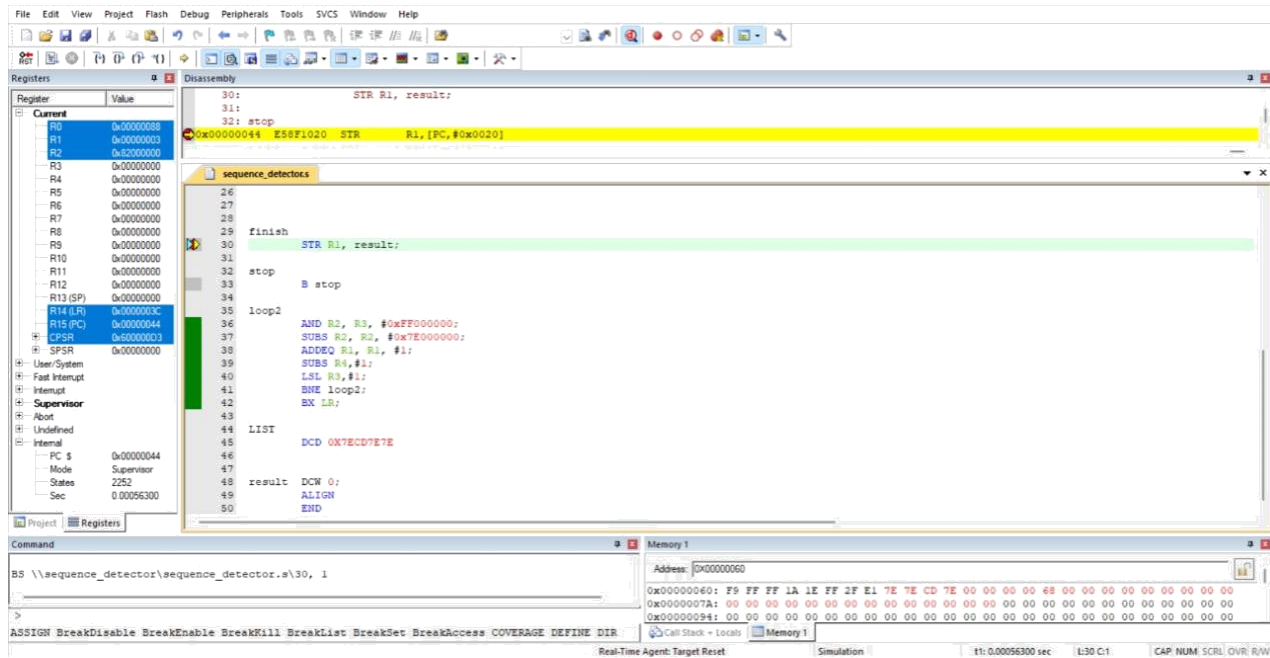 File Edit View Project Flash Debug Peripherals Tools SVCS Window Help
RST
Registers
Register Value
Current
R0 0x00000088
R1 0x00000003
R2 0x82000000
R3 0x00000000
R4 0x00000000
R5 0x00000000
R6 0x00000000
R7 0x00000000
R8 0x00000000
R9 0x00000000
R10 0x00000000
R11 0x00000000
R12 0x00000000
R13 (SP) 0x00000000
R14 (LR) 0x0000003C
R15 (PC) 0x00000044
CPSR 0x600000D3
SPSR 0x00000000
User/System
Fast Interrupt
Interrupt
Supervisor
Abort
Undefined
Internal
PC $ 0x00000044
Mode Supervisor
States 2252
Sec 0.00056300
Project Registers
Disassembly
30: STR R1, result;
31:
32: stop
0x00000044 E58F1020 STR R1,[PC,#0x0020]
sequence_detector.s
26
27
28
29 finish
30 STR R1, result;
31
32 stop
33 B stop
34
35 loop2
36 AND R2, R3, #0xFF000000;
37 SUBS R2, R2, #0x7E000000;
38 ADDEQ R1, R1, #1;
39 SUBS R4,#1;
40 LSL R3,#1;
41 BNE loop2;
42 BX LR;
43
44 LIST
45 DCD 0X7ECD7E7E
46
47
48 result DCW 0;
49 ALIGN
50 END
Command
BS \\sequence_detector\sequence_detector.s\30, 1
>
ASSIGN BreakDisable BreakEnable BreakKill BreakList BreakSet BreakAccess COVERAGE DEFINE DIR
Memory 1
Address: 0X00000060
0x00000060: F9 FF FF 1A 1E FF 2F E1 7E 7E CD 7E 00 00 00 00 68 00 00 00 00 00 00 00 00 00
0x0000007A: 00 00 00 00 00 00 00 00 00 00 00 00 00 00 00 00 00 00 00 00 00 00 00 00 00 00
0x00000094: 00 00 00 00 00 00 00 00 00 00 00 00 00 00 00 00 00 00 00 00 00 00 00 00 00 00
Call Stack + Locals Memory 1
Real-Time Agent: Target Reset Simulation t1: 0.00056300 sec L:30 C:1 CAP NUM SCRL OVR R/W